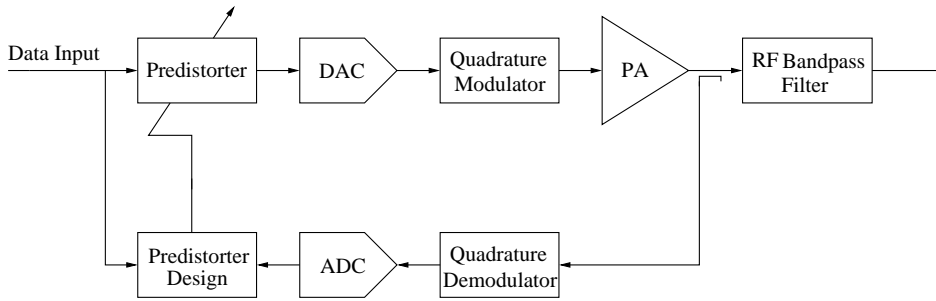 Data Input
Predistorter
DAC
Quadrature
Modulator
PA
RF Bandpass
Filter
Predistorter
Design
ADC
Quadrature
Demodulator